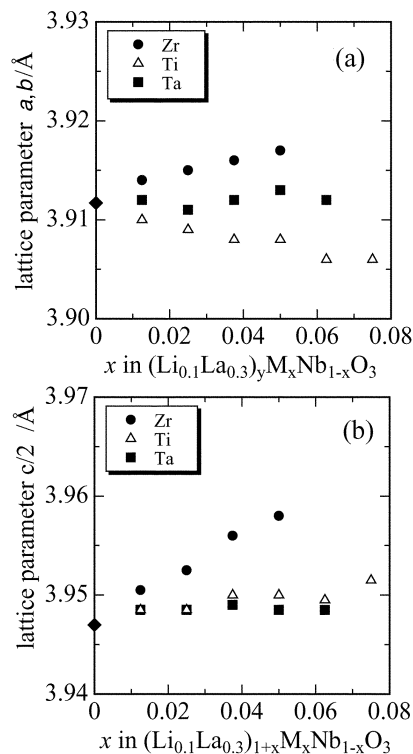 3.93
(a)
Zr
Ti
Ta
3.92
3.91
3.90
lattice parameter a,b/Å
0 0.02 0.04 0.06 0.08
x in (Li0.1La0.3)yMxNb1-xO3
3.97
(b)
Zr
Ti
Ta
3.96
3.95
3.94
lattice parameter c/2 /Å
0 0.02 0.04 0.06 0.08
x in (Li0.1La0.3)1+xMxNb1-xO3